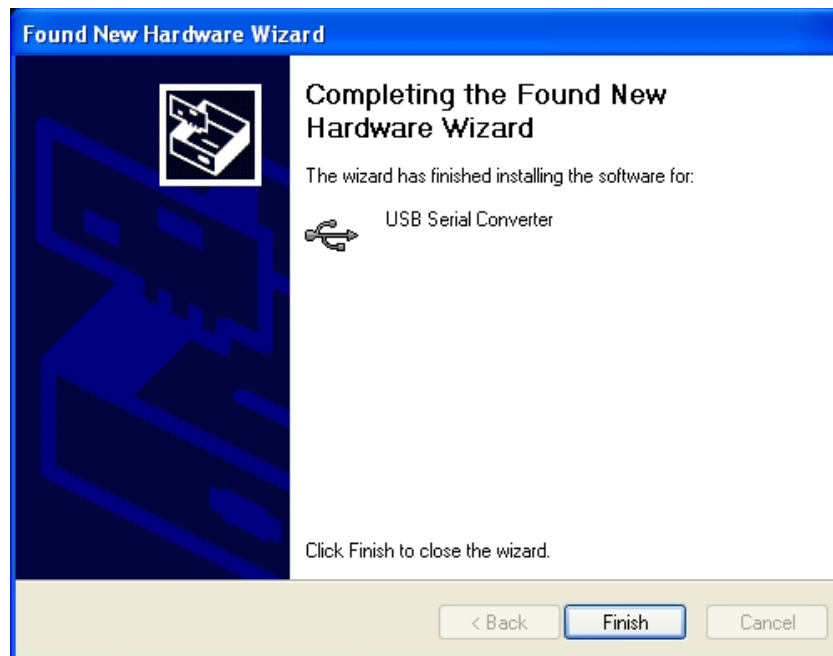 Found New Hardware Wizard
Completing the Found New
Hardware Wizard
The wizard has finished installing the software for:
USB Serial Converter
Click Finish to close the wizard.
< Back
Finish
Cancel